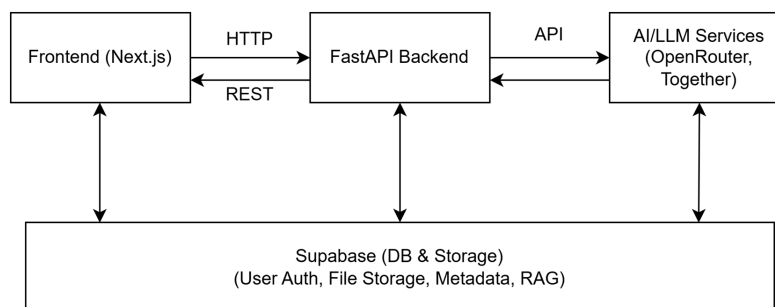 Frontend (Next.js)
HTTP
REST
FastAPI Backend
API
AI/LLM Services
(OpenRouter,
Together)
Supabase (DB & Storage)
(User Auth, File Storage, Metadata, RAG)